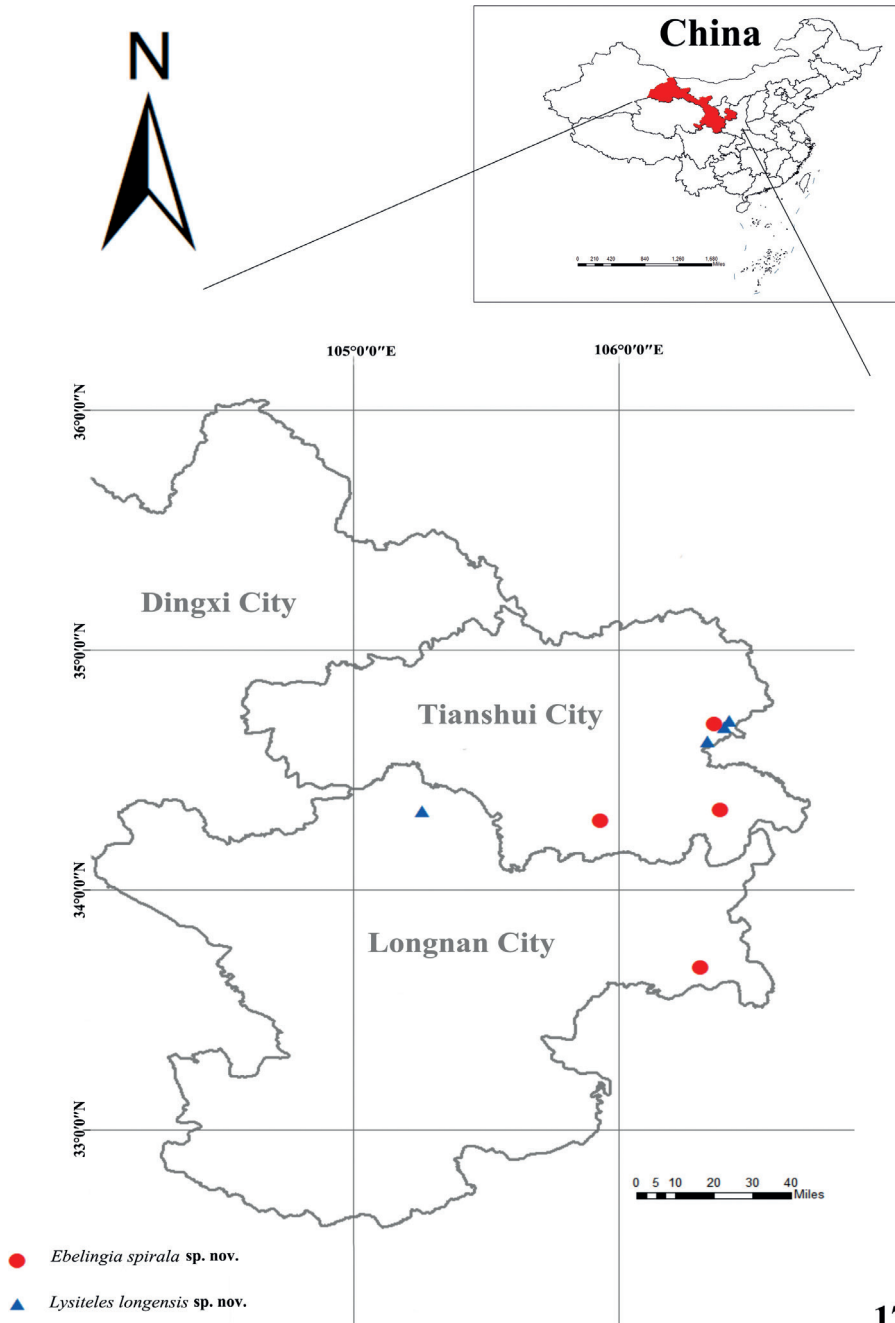 N
China
0 210 420 840 1,260 1,680
Miles
105°0′0″E 106°0′0″E
36°0′0″N
Dingxi City
35°0′0″N
Tianshui City
34°0′0″N
Longnan City
33°0′0″N
0 5 10 20 30 40
Miles
Ebelingia spirala sp. nov.
Lysiteles longensis sp. nov.